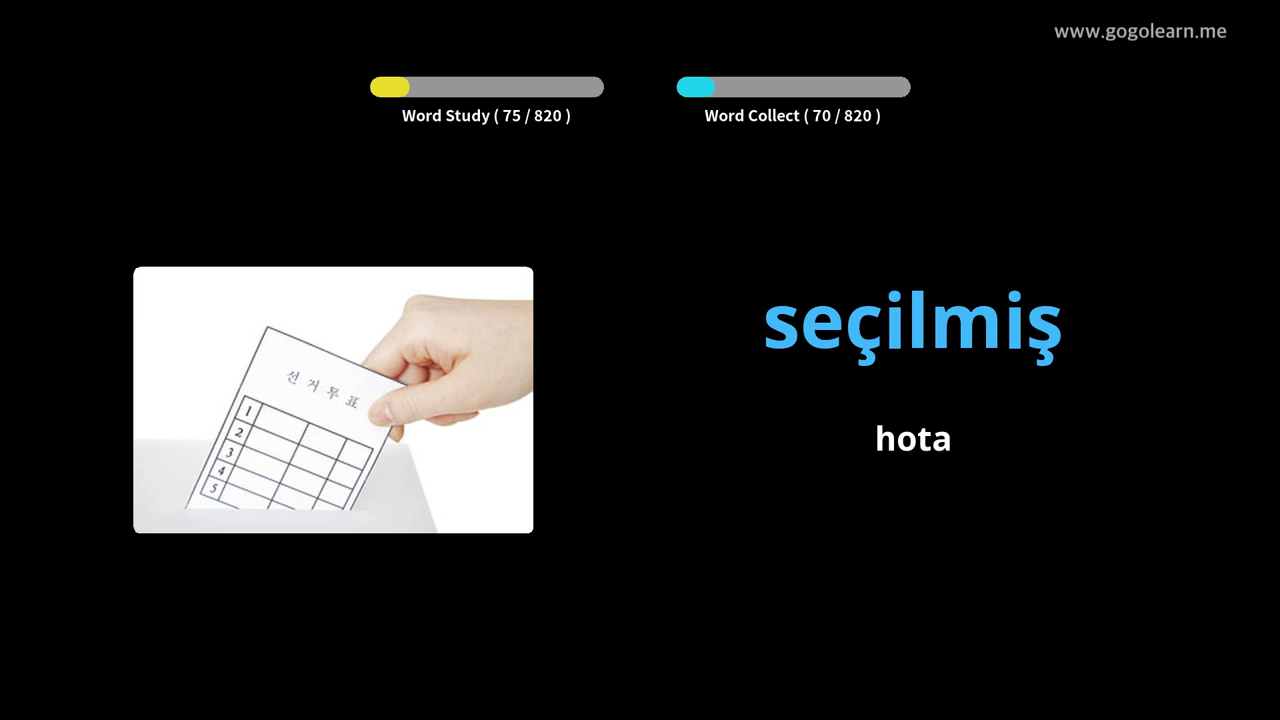 www.gogolearn.me
Word Study ( 75 / 820 )
Word Collect ( 70 / 820 )
선거투표
1
2
3
4
5
seçilmiş
hota